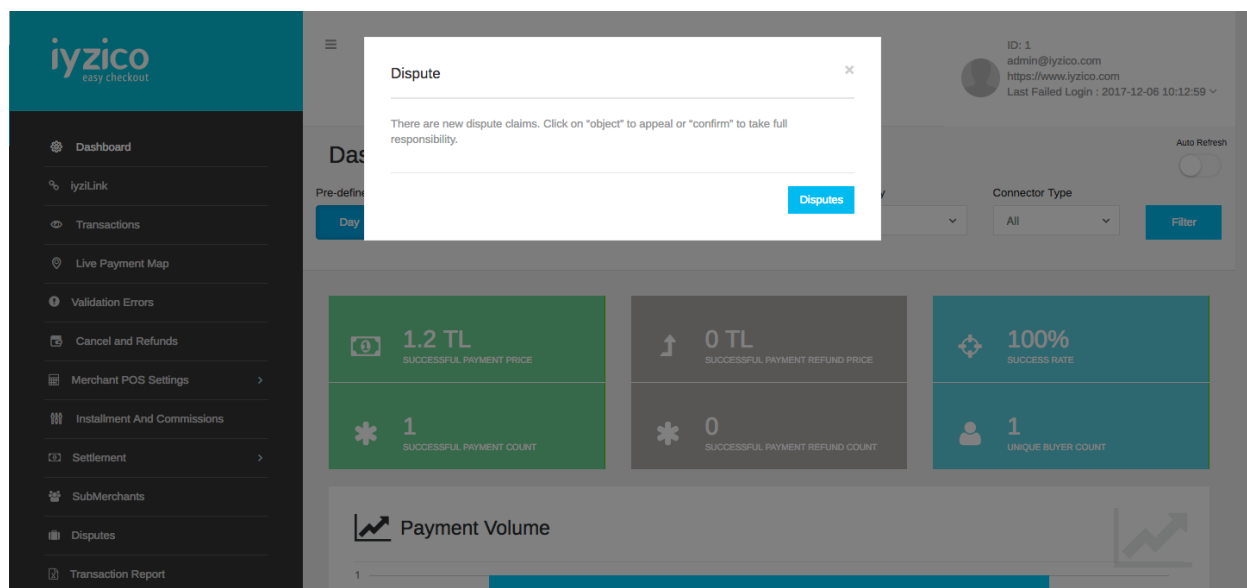 iyzico
easy checkout
Dashboard
iyziLink
Transactions
Live Payment Map
Validation Errors
Cancel and Refunds
Merchant POS Settings
Installment And Commissions
Settlement
SubMerchants
Disputes
Transaction Report
Dispute
×
There are new dispute claims. Click on "object" to appeal or "confirm" to take full
responsibility.
Disputes
ID: 1
admin@iyzico.com
https://www.iyzico.com
Last Failed Login : 2017-12-06 10:12:59
Das
Auto Refresh
Pre-define
y
Connector Type
Day
All
Filter
1.2 TL
SUCCESSFUL PAYMENT PRICE
0 TL
SUCCESSFUL PAYMENT REFUND PRICE
100%
SUCCESS RATE
1
SUCCESSFUL PAYMENT COUNT
0
SUCCESSFUL PAYMENT REFUND COUNT
1
UNIQUE BUYER COUNT
Payment Volume
1